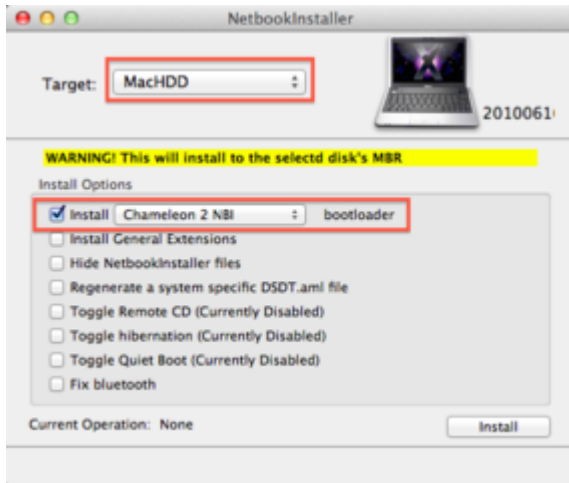 NetbookInstaller
Target: MacHDD
2010061
WARNING! This will install to the selectd disk's MBR
Install Options
Install Chameleon 2 NBI bootloader
Install General Extensions
Hide NetbookInstaller files
Regenerate a system specific DSDT.aml file
Toggle Remote CD (Currently Disabled)
Toggle hibernation (Currently Disabled)
Toggle Quiet Boot (Currently Disabled)
Fix bluetooth
Current Operation: None Install